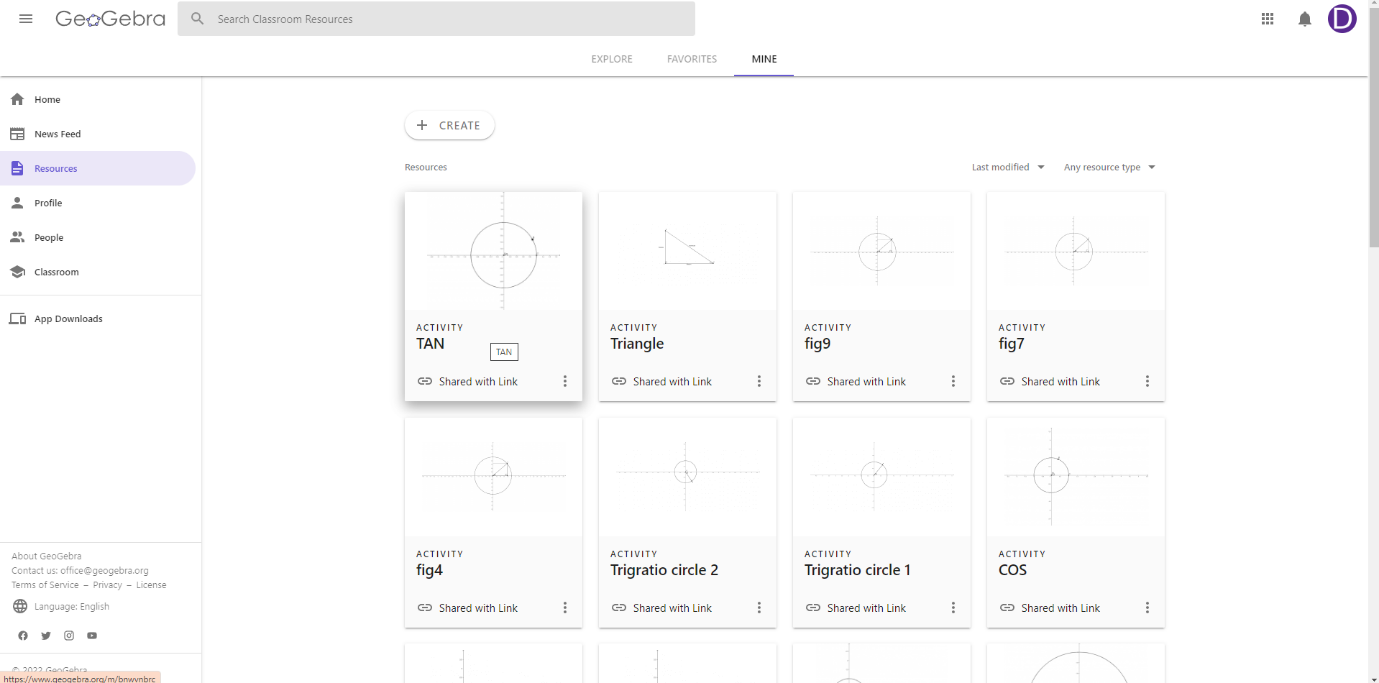 GeoGebra
Search Classroom Resources
D
EXPLORE
FAVORITES
MINE
Home
News Feed
Resources
Profile
People
Classroom
App Downloads
About GeoGebra
Contact us: office@geogebra.org
Terms of Service – Privacy – License
Language: English
© 2022 GeoGebra
https://www.geogebra.org/m/bnwvnbrc
CREATE
Resources
Last modified
Any resource type
ACTIVITY
TAN
TAN
Shared with Link
ACTIVITY
Triangle
Shared with Link
ACTIVITY
fig9
Shared with Link
ACTIVITY
fig7
Shared with Link
ACTIVITY
fig4
Shared with Link
ACTIVITY
Trigratio circle 2
Shared with Link
ACTIVITY
Trigratio circle 1
Shared with Link
ACTIVITY
COS
Shared with Link